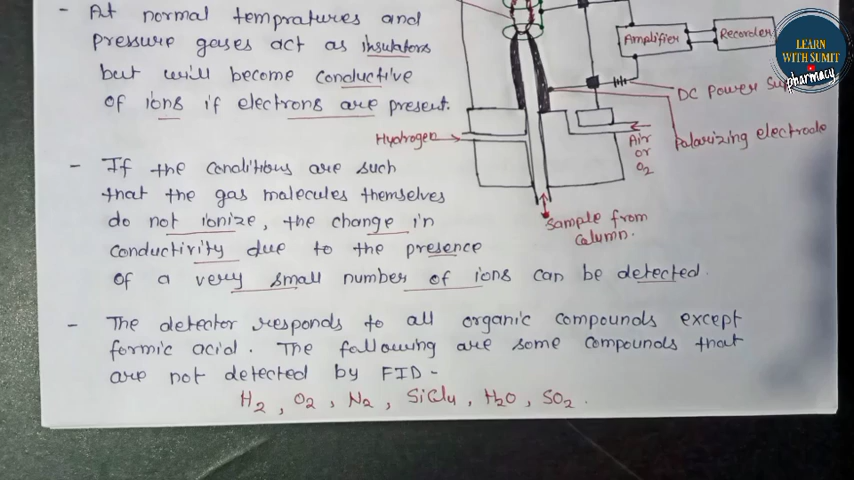 - At normal tempratures and
pressure gases act as insulators
but will become conductive
of ions if electrons are present.
- If the conditions are such
that the gas molecules themselves
do not ionize, the change in
conductivity due to the presence
of a very small number of ions can be detected.
- The detector responds to all organic compounds except
formic acid. The following are some compounds that
are not detected by FID -
H2, O2, N2, SiCl4, H2O, SO2.
Amplifier
Recorder
DC Power
Polarizing electrode
Hydrogen
Air
or
O2
Sample from
column.
LEARN
WITH SUMIT
pharmacy